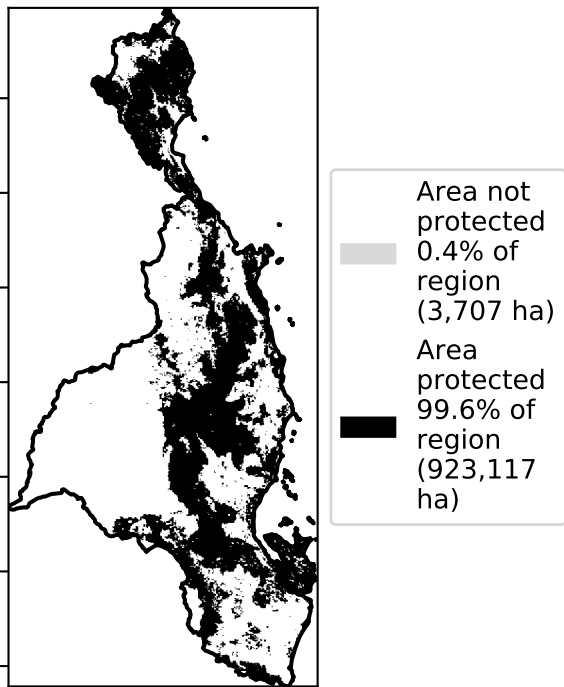 Area not
protected
0.4% of
region
(3,707 ha)
Area
protected
99.6% of
region
(923,117
ha)